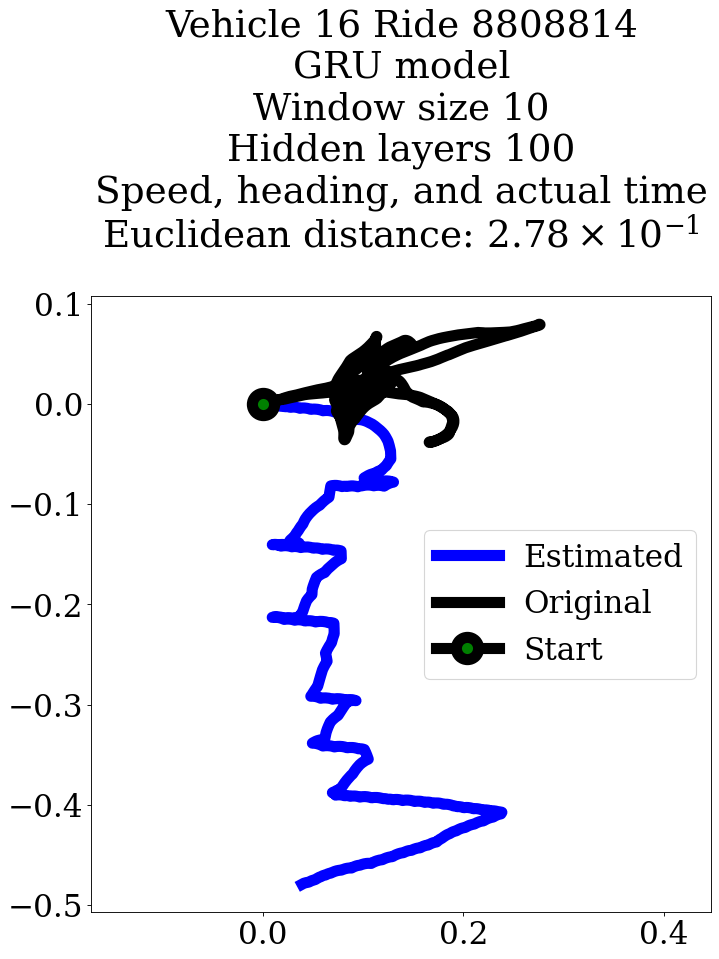 Vehicle 16 Ride 8808814
GRU model
Window size 10
Hidden layers 100
Speed, heading, and actual time
Euclidean distance: 2.78 × 10⁻¹
0.1
0.0
−0.1
−0.2
−0.3
−0.4
−0.5
Estimated
Original
Start
0.0 0.2 0.4